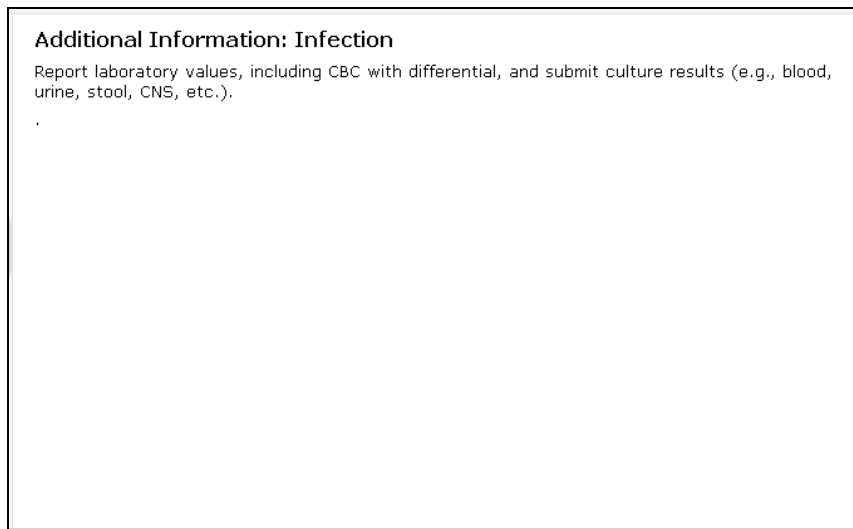 Additional Information: Infection
Report laboratory values, including CBC with differential, and submit culture results (e.g., blood,
urine, stool, CNS, etc.).
.